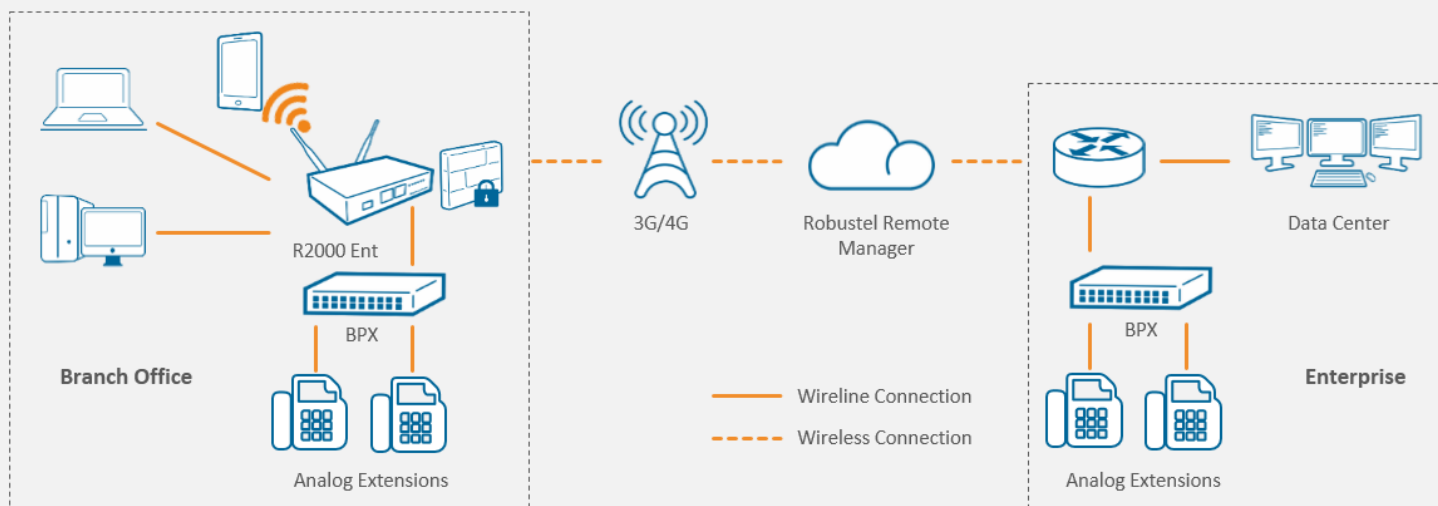 R2000 Ent
BPX
Branch Office
Analog Extensions
3G/4G
Robustel Remote
Manager
Wireline Connection
Wireless Connection
Data Center
BPX
Enterprise
Analog Extensions